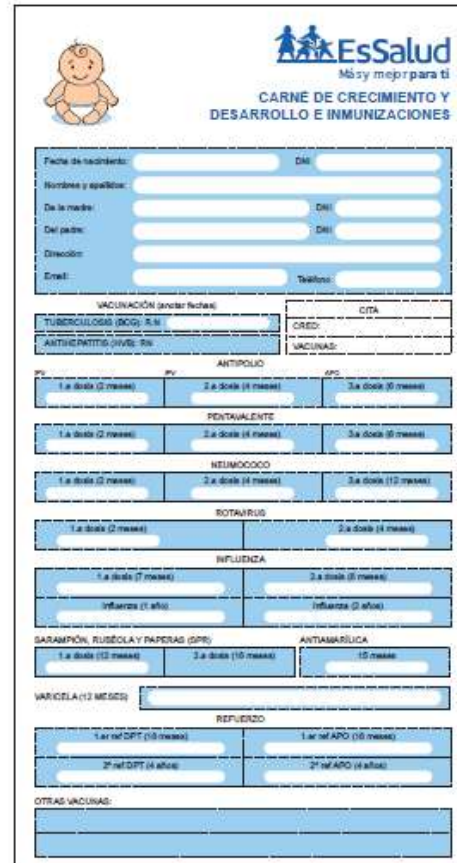 EsSalud
Más y mejor para ti
CARNÉ DE CRECIMIENTO Y
DESARROLLO E INMUNIZACIONES
Fecha de nacimiento: DNI:
Nombres y apellidos:
De la madre: DNI:
Del padre: DNI:
Dirección:
Email: Teléfono:
VACUNACIÓN (anotar fechas) CITA
TUBERCULOSIS (BCG): R.N CRED:
ANTIHEPATITIS (HVB): RN VACUNAS:
ANTIPOLIO
IPV IPV APO
1.a dosis (2 meses) 2.a dosis (4 meses) 3.a dosis (6 meses)
PENTAVALENTE
1.a dosis (2 meses) 2.a dosis (4 meses) 3.a dosis (6 meses)
NEUMOCOCO
1.a dosis (2 meses) 2.a dosis (4 meses) 3.a dosis (12 meses)
ROTAVIRUS
1.a dosis (2 meses) 2.a dosis (4 meses)
INFLUENZA
1.a dosis (7 meses) 2.a dosis (8 meses)
Influenza (1 año) Influenza (2 años)
SARAMPIÓN, RUBÉOLA Y PAPERAS (SPR) ANTIAMARÍLICA
1.a dosis (12 meses) 2.a dosis (18 meses) 15 meses
VARICELA (12 MESES)
REFUERZO
1.er ref DPT (18 meses) 1.er ref APO (18 meses)
2º ref DPT (4 años) 2º ref APO (4 años)
OTRAS VACUNAS: